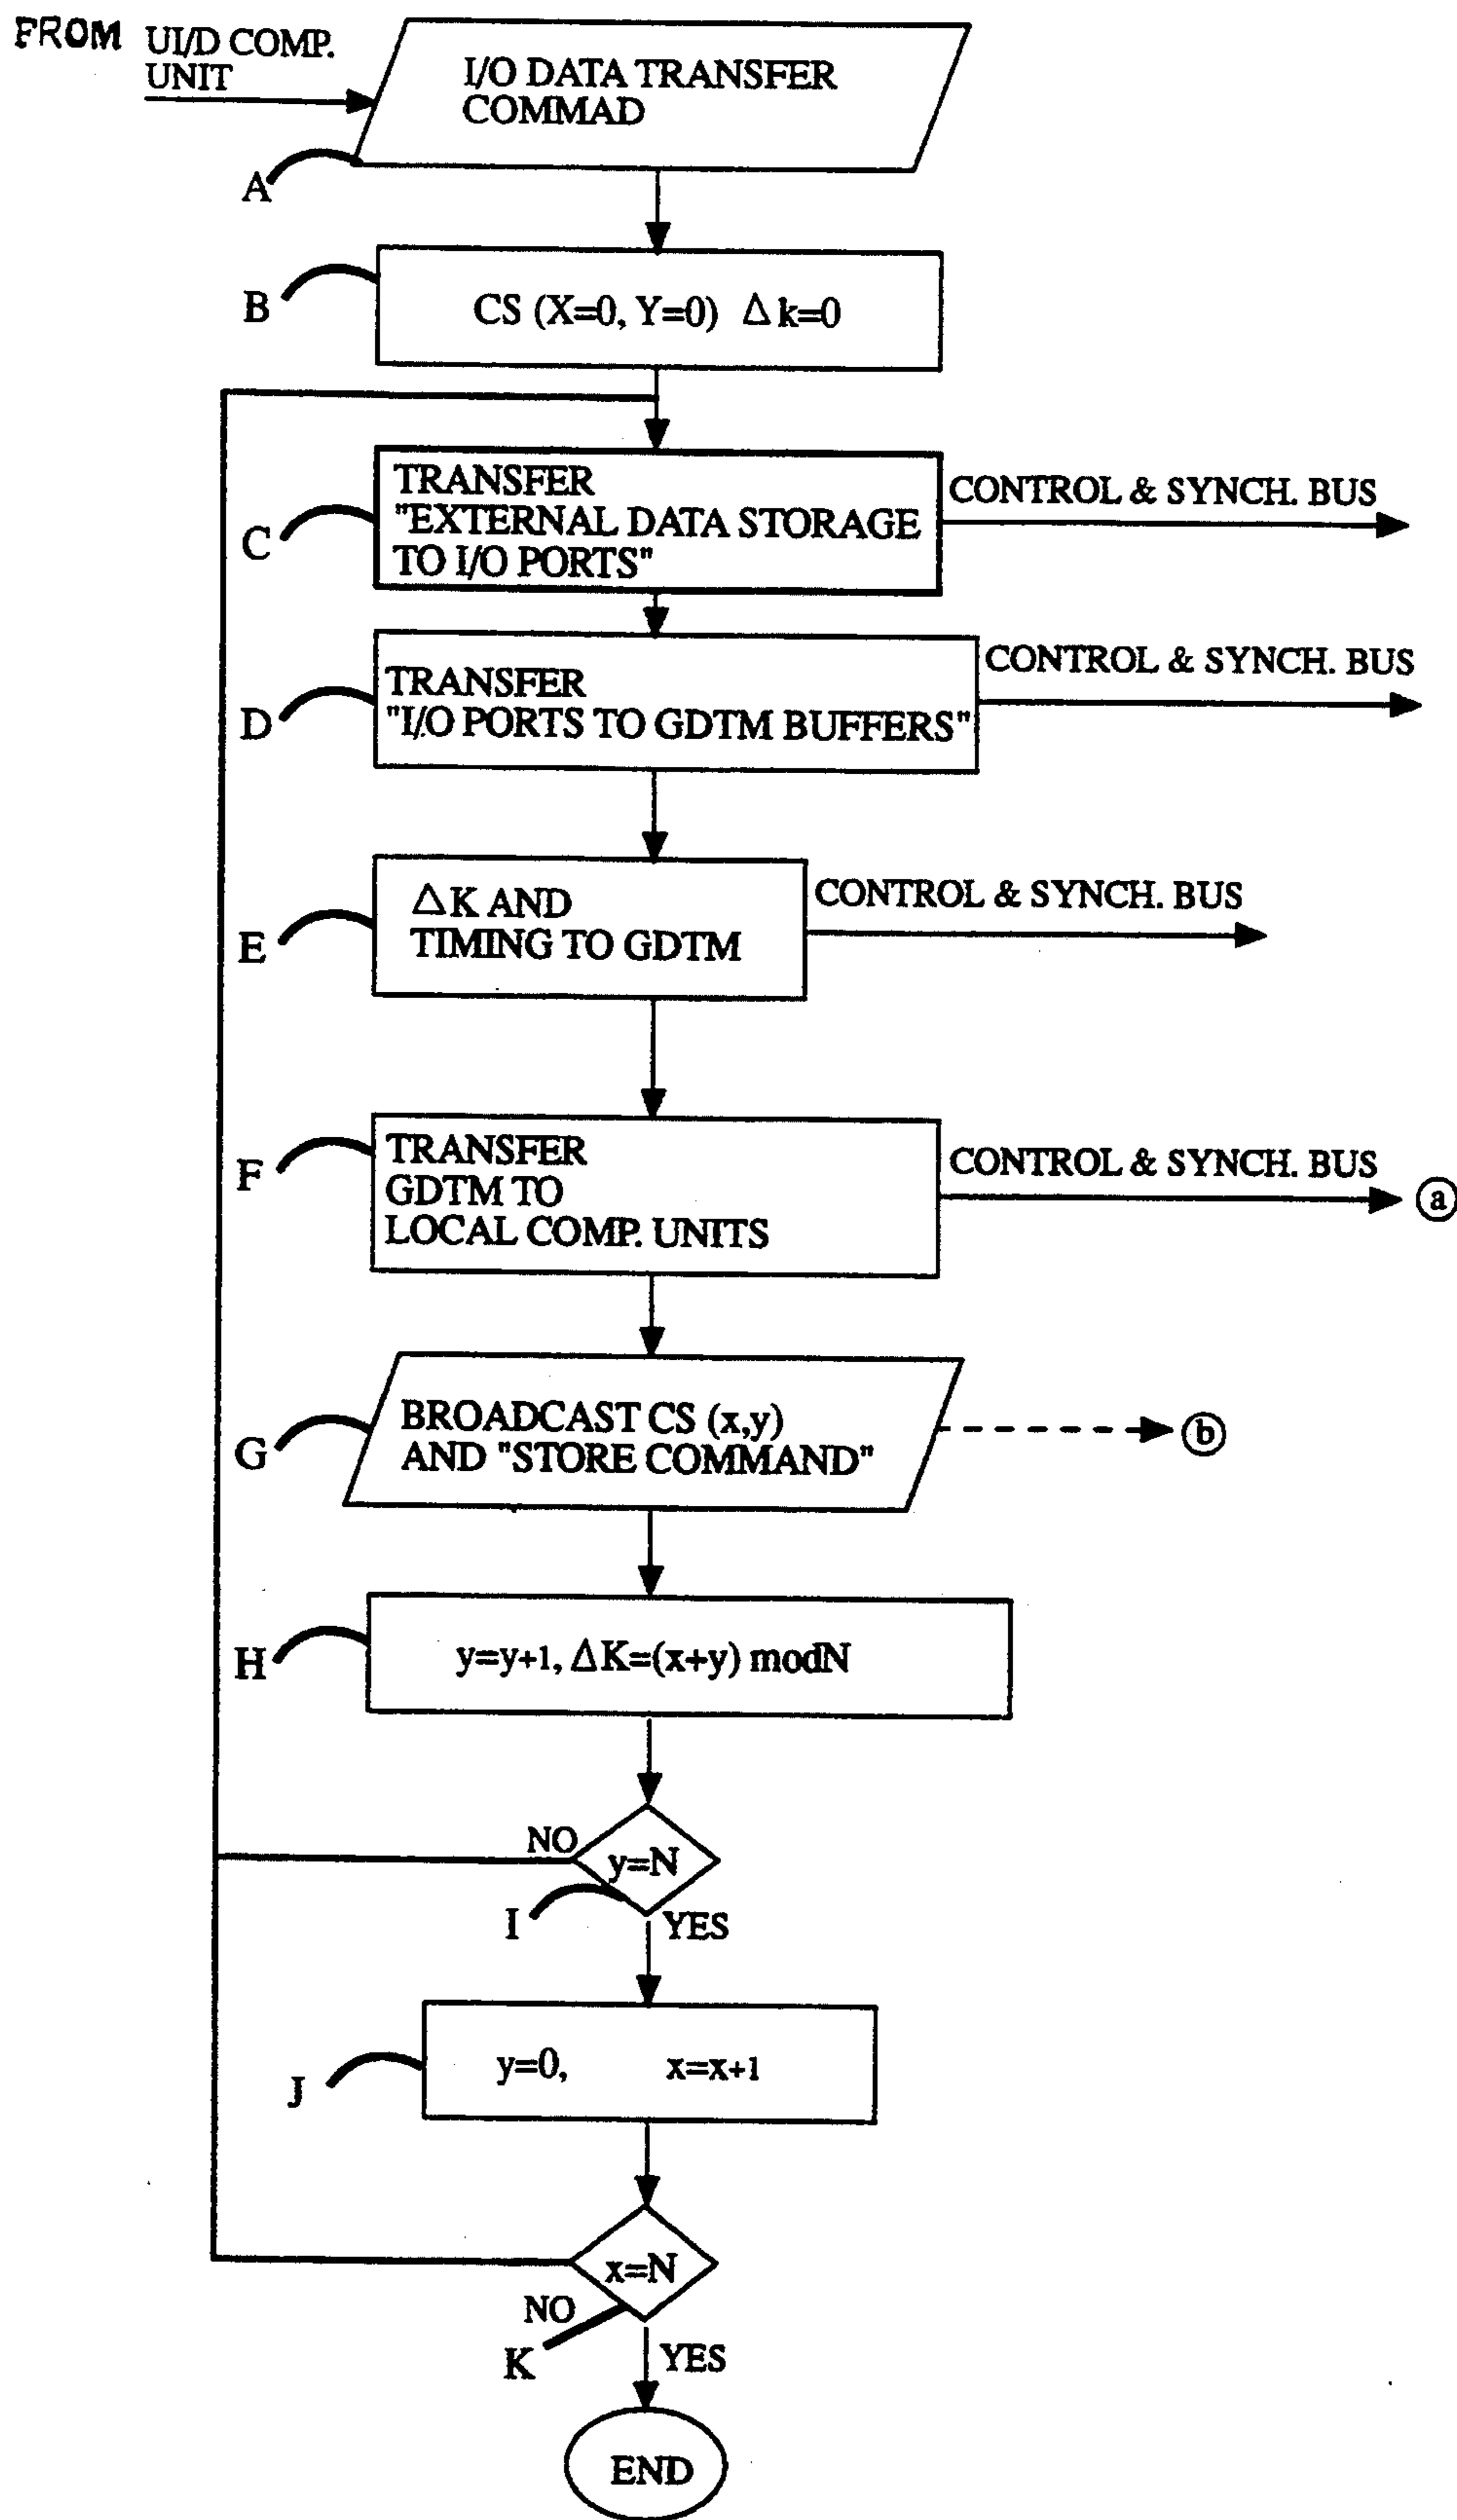 FROM UI/D COMP.
UNIT
I/O DATA TRANSFER
COMMAD
A
B
CS (X=0, Y=0) Δ k=0
C
TRANSFER
"EXTERNAL DATA STORAGE
TO I/O PORTS"
CONTROL & SYNCH. BUS
D
TRANSFER
"I/O PORTS TO GDTM BUFFERS"
CONTROL & SYNCH. BUS
E
ΔK AND
TIMING TO GDTM
CONTROL & SYNCH. BUS
F
TRANSFER
GDTM TO
LOCAL COMP. UNITS
CONTROL & SYNCH. BUS
a
G
BROADCAST CS (x,y)
AND "STORE COMMAND"
b
H
y=y+1, ΔK=(x+y) modN
NO
y=N
I
YES
J
y=0, x=x+1
x=N
NO
K
YES
END